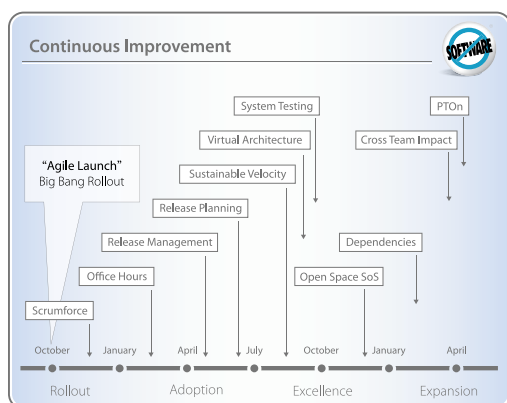 Continuous Improvement
SOFTWARE
System Testing
PTOn
Virtual Architecture
Cross Team Impact
"Agile Launch"
Big Bang Rollout
Sustainable Velocity
Release Planning
Release Management
Dependencies
Office Hours
Open Space SoS
Scrumforce
October
January
April
July
October
January
April
Rollout
Adoption
Excellence
Expansion